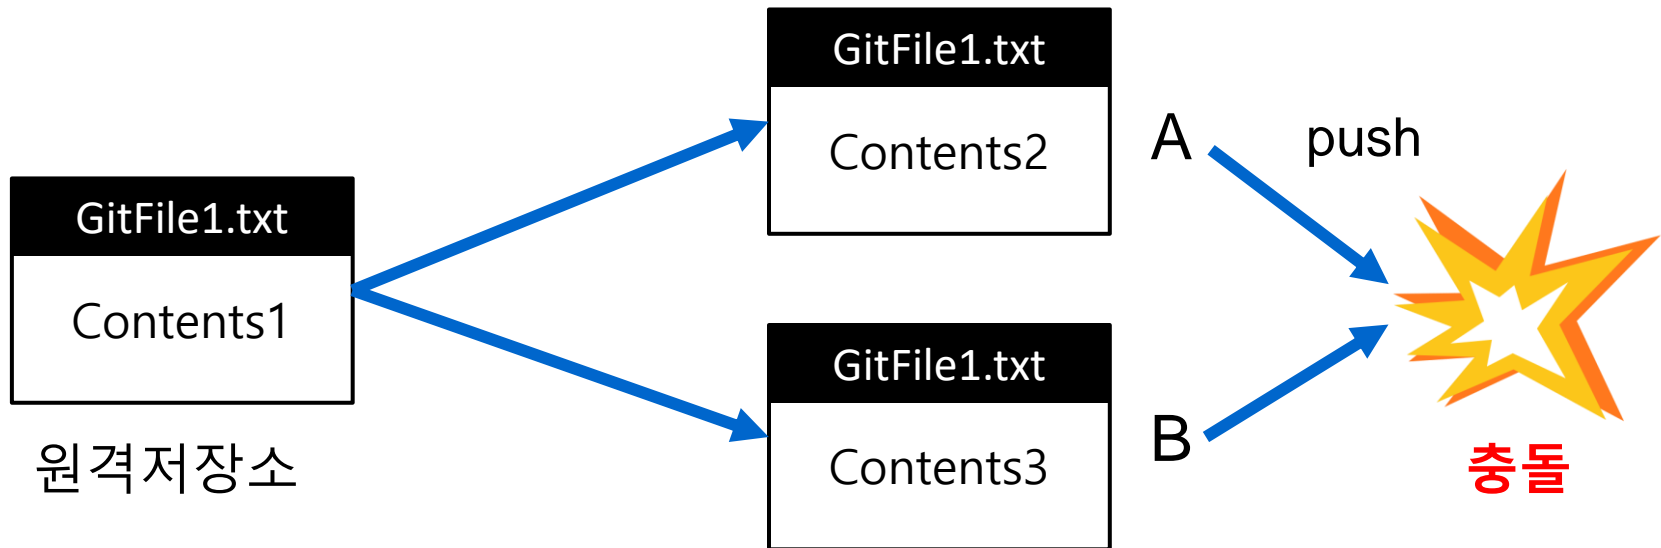 GitFile1.txt
Contents1
원격저장소
GitFile1.txt
Contents2
A
push
GitFile1.txt
Contents3
B
충돌